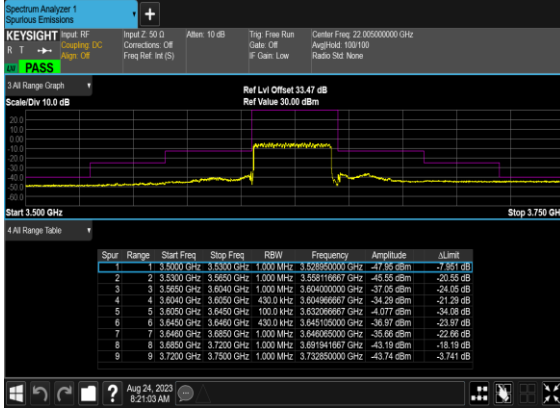 Spectrum Analyzer 1
Spurious Emissions
+
KEYSIGHT Input: RF Input Z: 50 Ω Atten: 10 dB Trig: Free Run Center Freq: 22.005000000 GHz
R T Coupling: DC Corrections: Off Gate: Off Avg|Hold: 100/100
Align: Off Freq Ref: Int (S) IF Gain: Low Radio Std: None
PASS
3 All Range Graph Ref Lvl Offset 33.47 dB
Scale/Div 10.0 dB Ref Value 30.00 dBm
20.0
10.0
0.00
-10.0
-20.0
-30.0
-40.0
-50.0
-60.0
Start 3.500 GHz Stop 3.750 GH
4 All Range Table
Spur Range Start Freq Stop Freq RBW Frequency Amplitude ΔLimit
1 1 3.5000 GHz 3.5300 GHz 1.000 MHz 3.528950000 GHz -47.95 dBm -7.951 dB
2 2 3.5300 GHz 3.5650 GHz 1.000 MHz 3.558116667 GHz -45.55 dBm -20.55 dB
3 3 3.5650 GHz 3.6040 GHz 1.000 MHz 3.604000000 GHz -37.05 dBm -24.05 dB
4 4 3.6040 GHz 3.6050 GHz 430.0 kHz 3.604966667 GHz -34.29 dBm -21.29 dB
5 5 3.6050 GHz 3.6450 GHz 100.0 kHz 3.632066667 GHz -4.077 dBm -34.08 dB
6 6 3.6450 GHz 3.6460 GHz 430.0 kHz 3.645105000 GHz -36.97 dBm -23.97 dB
7 7 3.6460 GHz 3.6850 GHz 1.000 MHz 3.646065000 GHz -35.66 dBm -22.66 dB
8 8 3.6850 GHz 3.7200 GHz 1.000 MHz 3.691941667 GHz -43.19 dBm -18.19 dB
9 9 3.7200 GHz 3.7500 GHz 1.000 MHz 3.732850000 GHz -43.74 dBm -3.741 dB
? Aug 24, 2023
8:21:03 AM